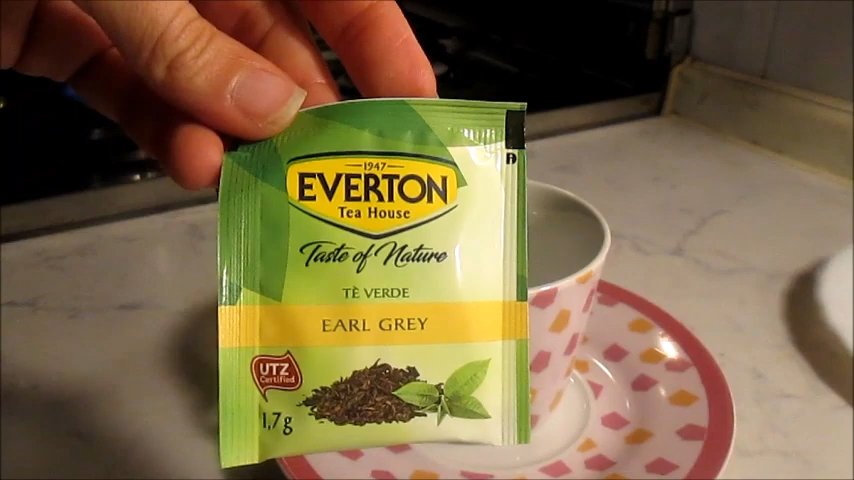 1947
EVERTON
Tea House
Taste of Nature
TÈ VERDE
EARL GREY
UTZ
Certified
1,7g